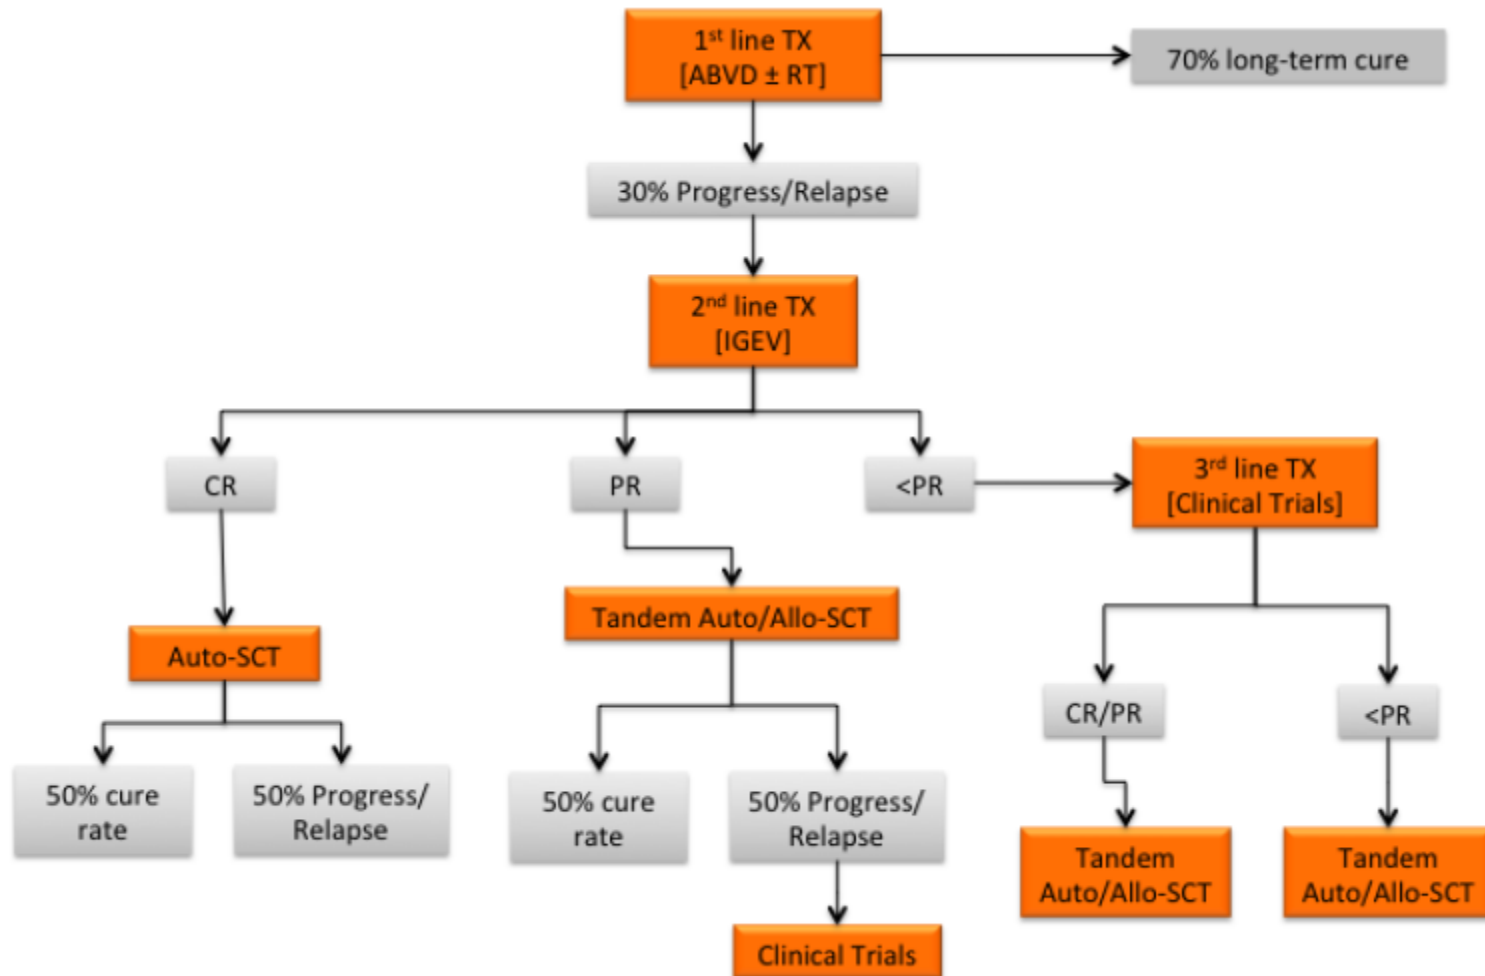 1st line TX
[ABVD ± RT]
70% long-term cure
30% Progress/Relapse
2nd line TX
[IGEV]
CR
PR
<PR
3rd line TX
[Clinical Trials]
Auto-SCT
Tandem Auto/Allo-SCT
CR/PR
<PR
50% cure
rate
50% Progress/
Relapse
50% cure
rate
50% Progress/
Relapse
Tandem
Auto/Allo-SCT
Tandem
Auto/Allo-SCT
Clinical Trials